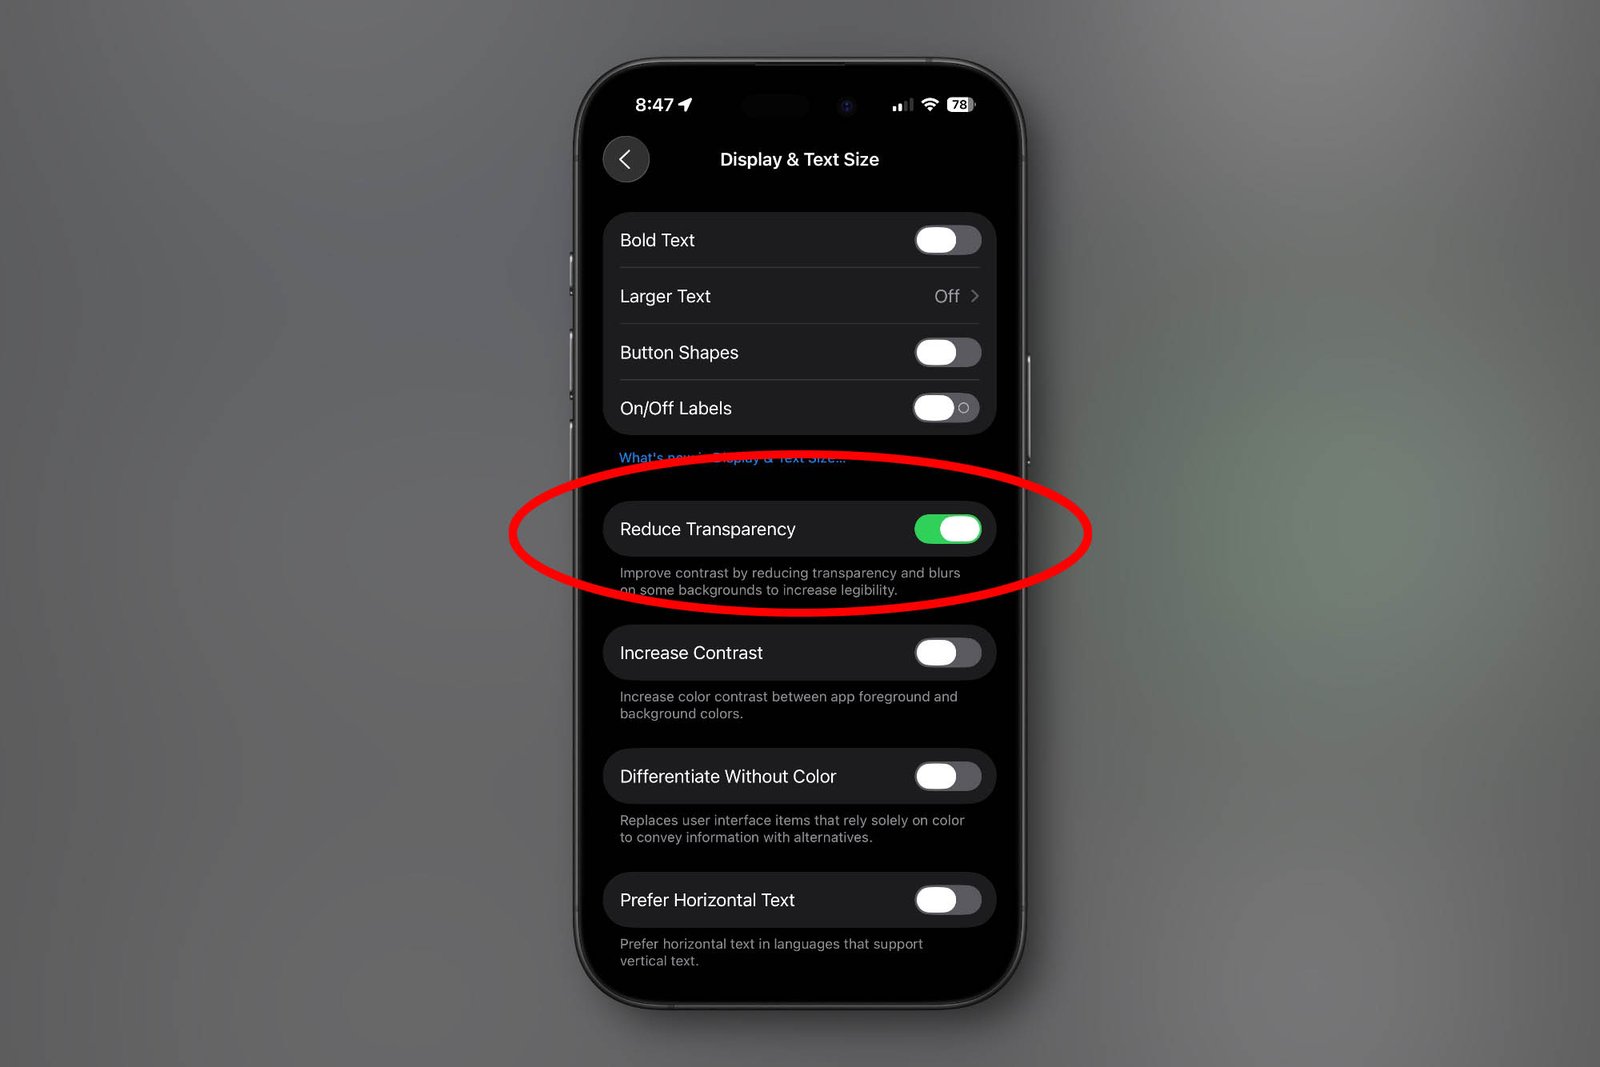 8:47
78
Display & Text Size
Bold Text
Larger Text Off
Button Shapes
On/Off Labels
What's new in Display & Text Size...
Reduce Transparency
Improve contrast by reducing transparency and blurs
on some backgrounds to increase legibility.
Increase Contrast
Increase color contrast between app foreground and
background colors.
Differentiate Without Color
Replaces user interface items that rely solely on color
to convey information with alternatives.
Prefer Horizontal Text
Prefer horizontal text in languages that support
vertical text.